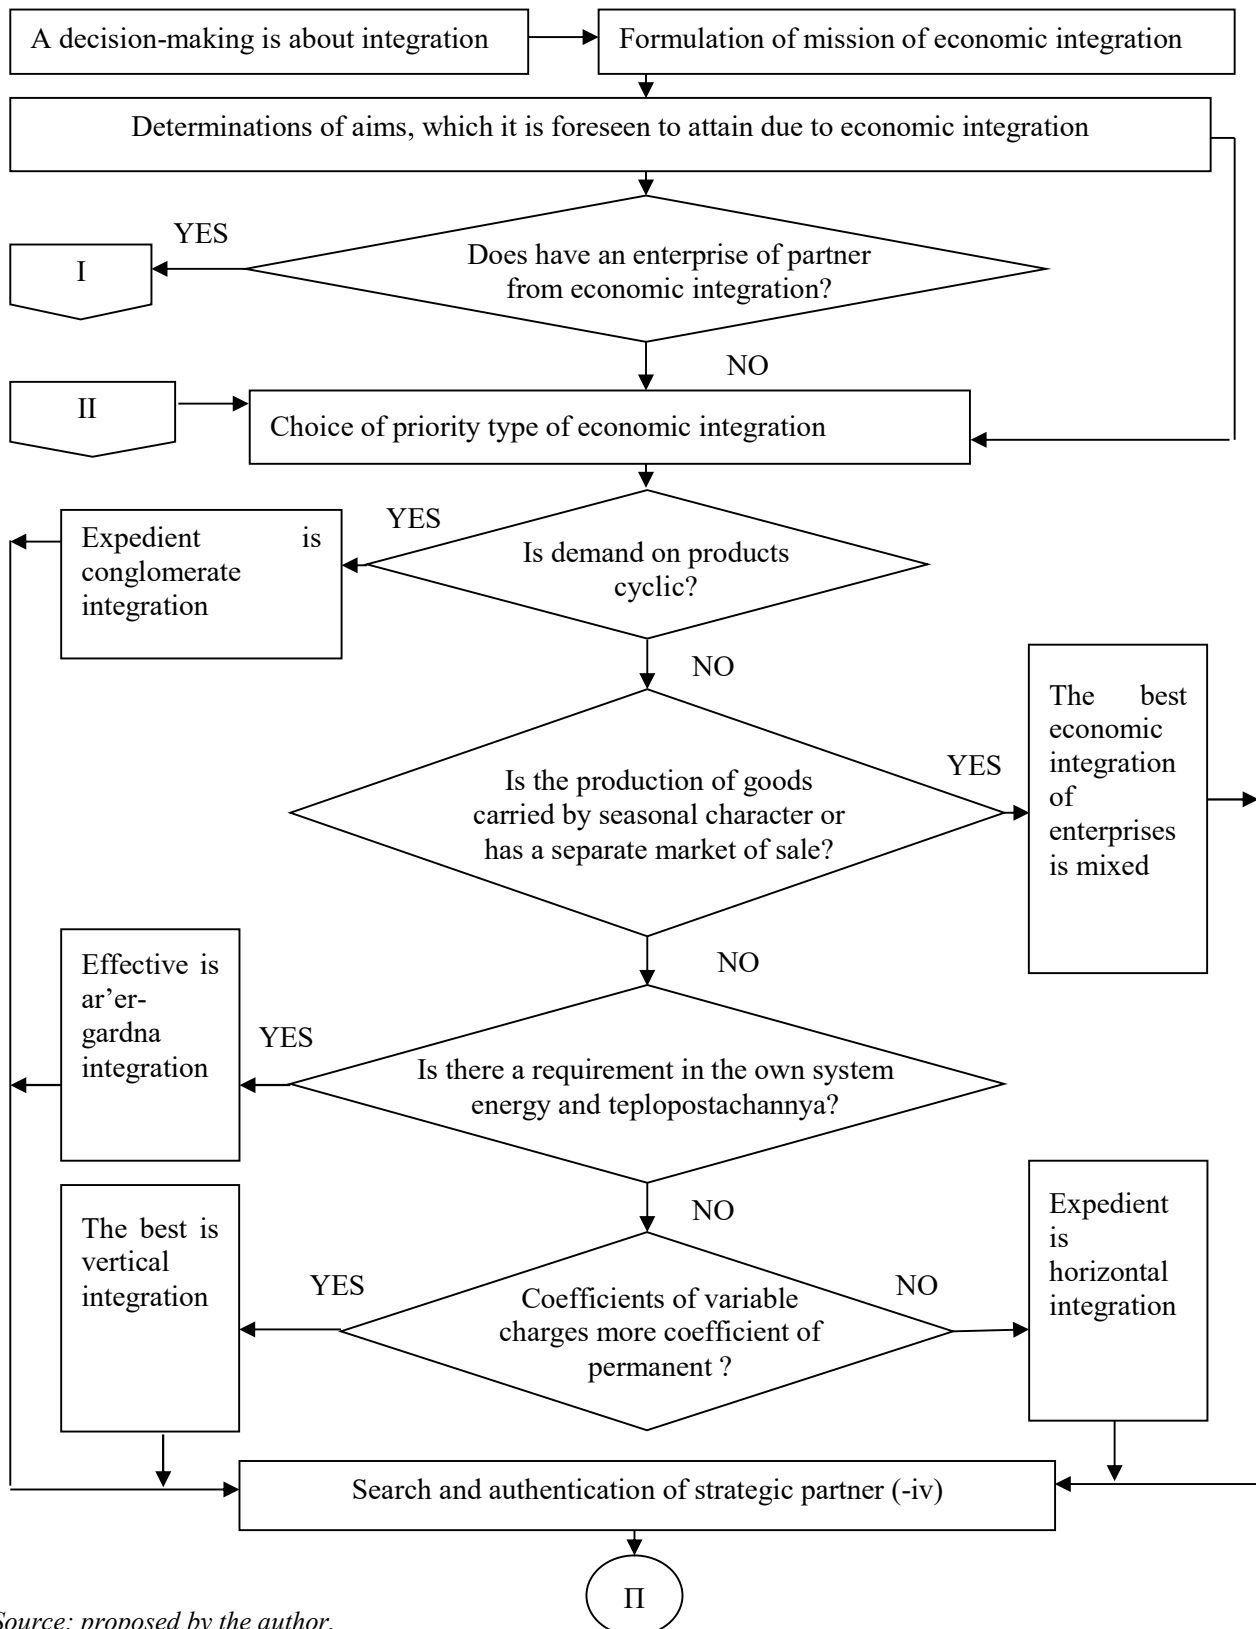 A decision-making is about integration
Formulation of mission of economic integration
Determinations of aims, which it is foreseen to attain due to economic integration
YES
I
Does have an enterprise of partner
from economic integration?
NO
II
Choice of priority type of economic integration
YES
Expedient is
conglomerate
integration
Is demand on products
cyclic?
NO
The best
economic
integration
of
enterprises
is mixed
YES
Is the production of goods
carried by seasonal character or
has a separate market of sale?
NO
Effective is
ar’er-
gardna
integration
YES
Is there a requirement in the own system
energy and teplopostachannya?
NO
The best is
vertical
integration
YES
Coefficients of variable
charges more coefficient of
permanent ?
NO
Expedient
is
horizontal
integration
Search and authentication of strategic partner (-iv)
П
Source: proposed by the author.